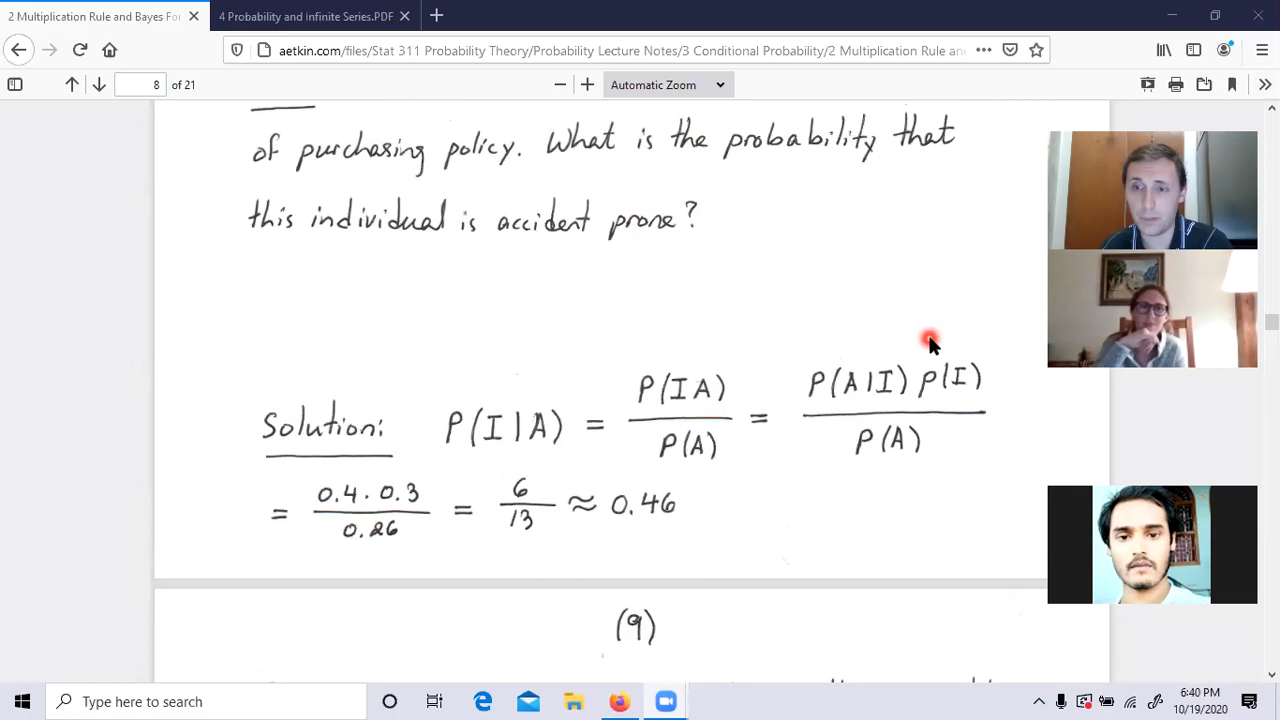 2 Multiplication Rule and Bayes For
4 Probability and Infinite Series.PDF
aetkin.com/files/Stat 311 Probability Theory/Probability Lecture Notes/3 Conditional Probability/2 Multiplication Rule and
8 of 21
Automatic Zoom
of purchasing policy. What is the probability that
this individual is accident prone?
Solution: P(I|A) = P(IA)/P(A) = P(A|I) P(I)/P(A)
= 0.4 · 0.3/0.26 = 6/13 ≈ 0.46
(9)
Type here to search
6:40 PM
10/19/2020